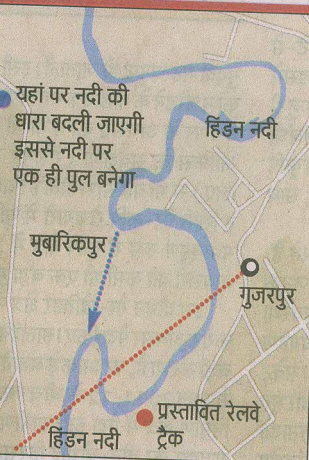 यहां पर नदी की
धारा बदली जाएगी
इससे नदी पर
एक ही पुल बनेगा
हिंडन नदी
मुबारिकपुर
गुजरपुर
प्रस्तावित रेलवे
ट्रैक
हिंडन नदी